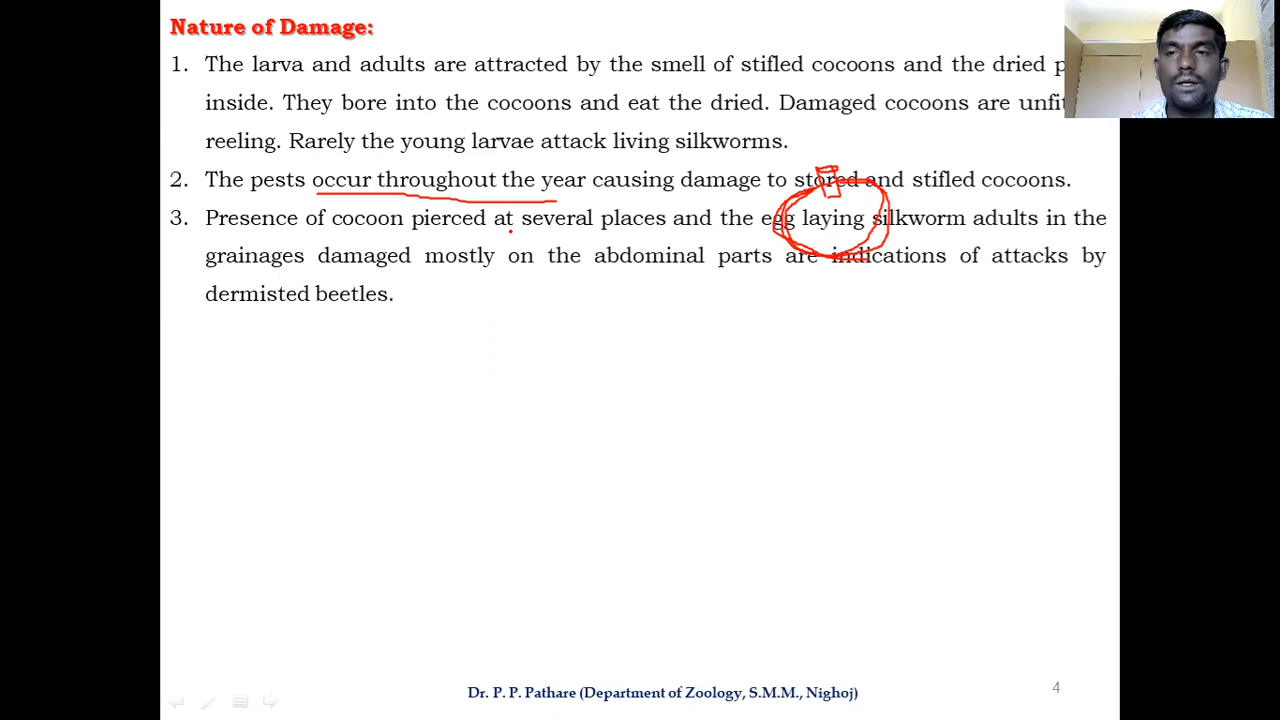 Nature of Damage:
1. The larva and adults are attracted by the smell of stifled cocoons and the dried
inside. They bore into the cocoons and eat the dried. Damaged cocoons are unfit
reeling. Rarely the young larvae attack living silkworms.
2. The pests occur throughout the year causing damage to stored and stifled cocoons.
3. Presence of cocoon pierced at several places and the egg laying silkworm adults in the
grainages damaged mostly on the abdominal parts are indications of attacks by
dermisted beetles.
Dr. P. P. Pathare (Department of Zoology, S.M.M., Nighoj)
4